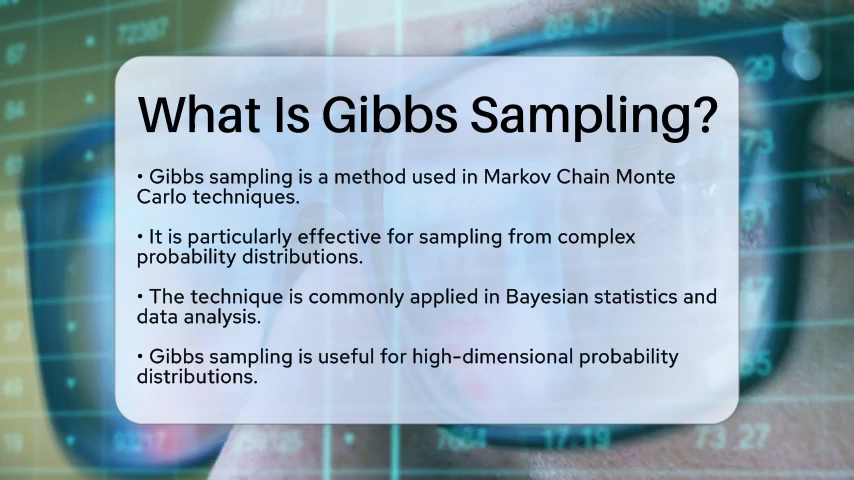 What Is Gibbs Sampling?
• Gibbs sampling is a method used in Markov Chain Monte
Carlo techniques.
• It is particularly effective for sampling from complex
probability distributions.
• The technique is commonly applied in Bayesian statistics and
data analysis.
• Gibbs sampling is useful for high-dimensional probability
distributions.